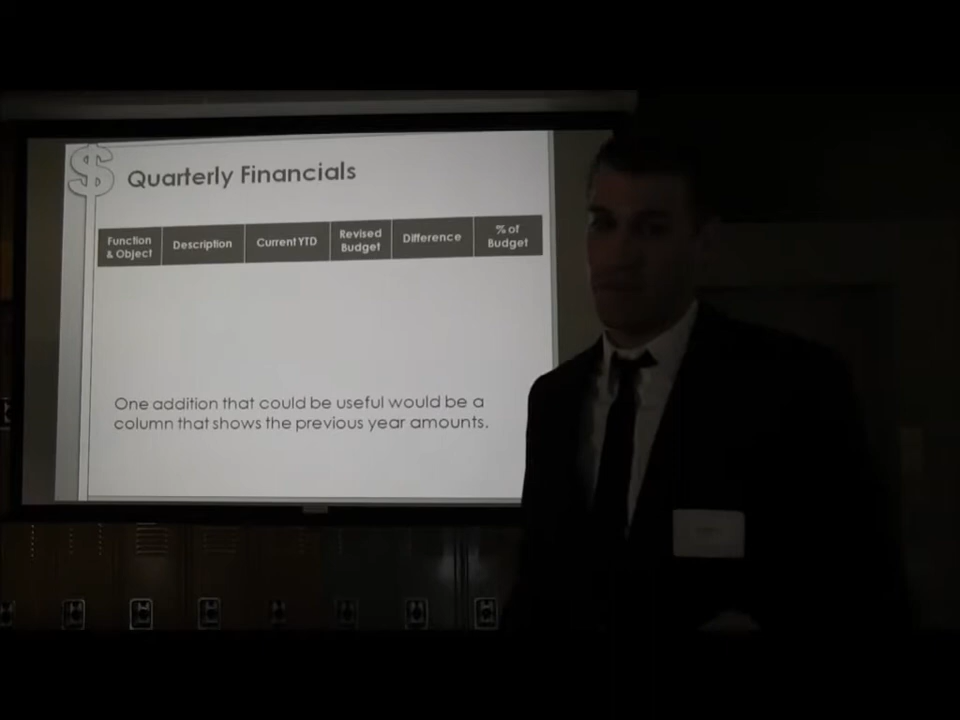 $
Quarterly Financials
Function & Object
Description
Current YTD
Revised Budget
Difference
% of Budget
One addition that could be useful would be a
column that shows the previous year amounts.